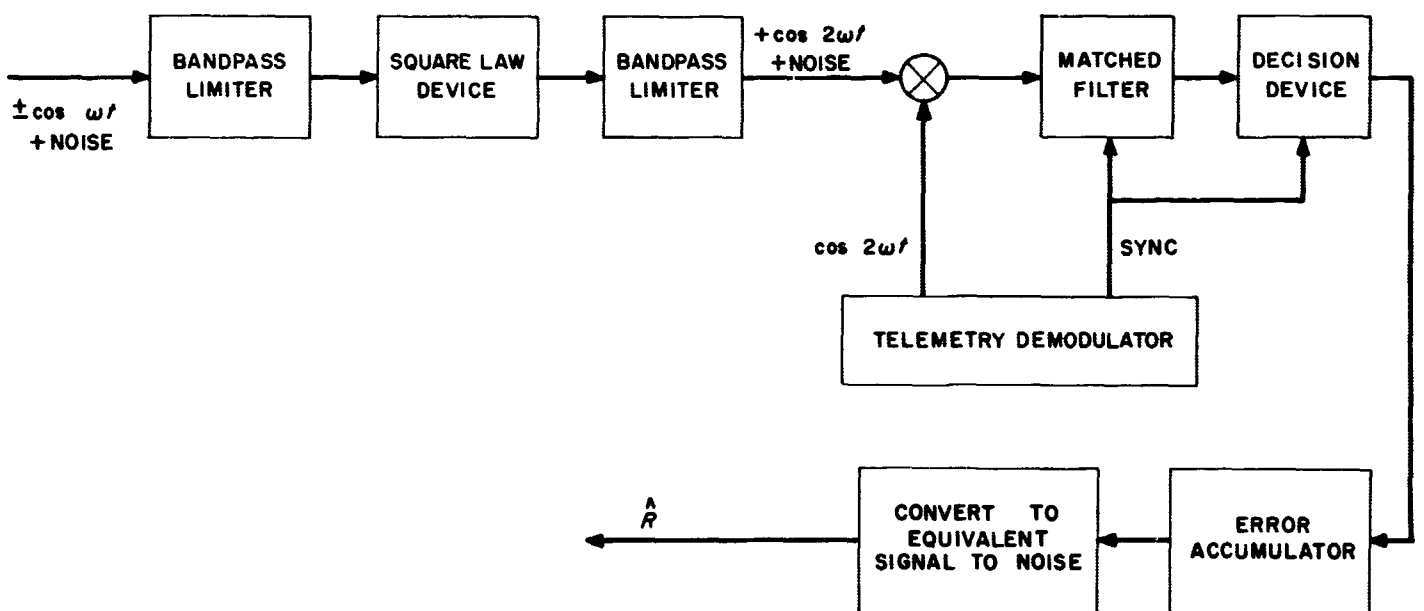 BANDPASS
LIMITER
SQUARE LAW
DEVICE
BANDPASS
LIMITER
+cos 2ωt
+NOISE
MATCHED
FILTER
DECISION
DEVICE
± cos ωt
+NOISE
cos 2ωt
SYNC
TELEMETRY DEMODULATOR
R̂
CONVERT TO
EQUIVALENT
SIGNAL TO NOISE
ERROR
ACCUMULATOR